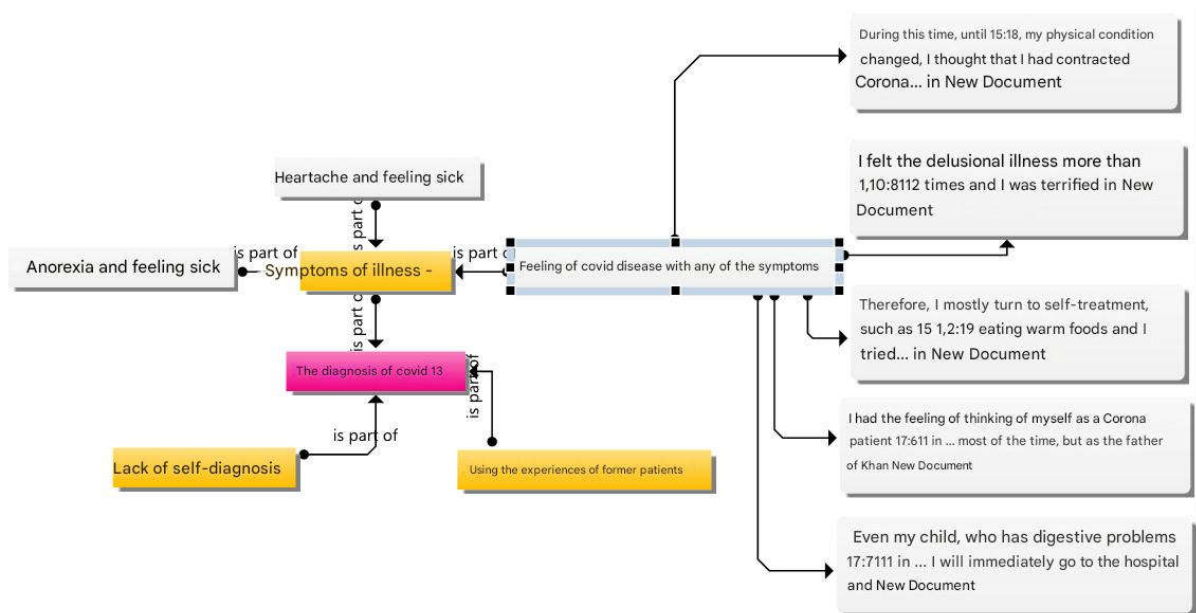 During this time, until 15:18, my physical condition
changed, I thought that I had contracted
Corona... in New Document
I felt the delusional illness more than
1,10:8112 times and I was terrified in New
Document
Heartache and feeling sick
is part of
is part of
Anorexia and feeling sick
Symptoms of illness -
is part of
Feeling of covid disease with any of the symptoms
Therefore, I mostly turn to self-treatment,
such as 15 1,2:19 eating warm foods and I
tried... in New Document
is part of
The diagnosis of covid 13
is part of
I had the feeling of thinking of myself as a Corona
patient 17:611 in ... most of the time, but as the father
of Khan New Document
is part of
Lack of self-diagnosis
Using the experiences of former patients
Even my child, who has digestive problems
17:7111 in ... I will immediately go to the hospital
and New Document